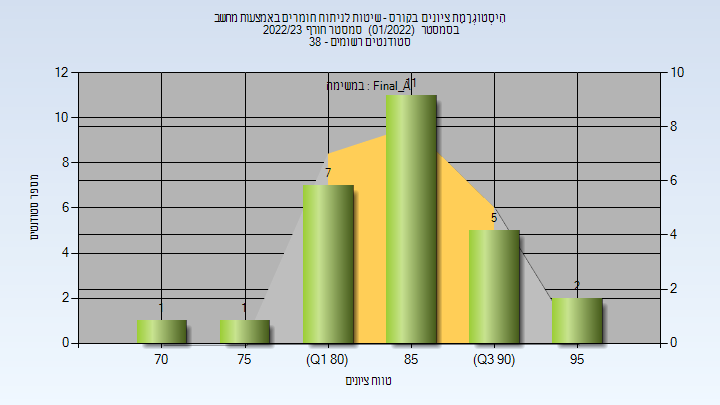 היסטוגרמת ציונים בקורס - שיטות לניתוח חומרים באמצעות מחשב
בסמסטר (01/2022) סמסטר חורף 2022/23
סטודנטים רשומים - 38
במשימה : Final_A
12
10
8
6
4
2
0
10
8
6
4
2
0
1
1
7
11
5
2
מספר סטודנטים
70
75
(Q1 80)
85
(Q3 90)
95
טווח ציונים